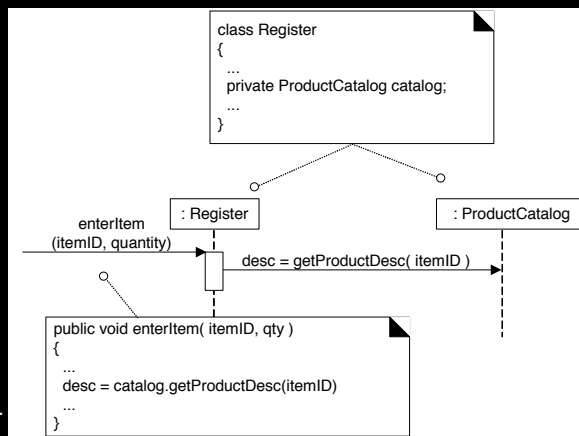 class Register
{
...
private ProductCatalog catalog;
...
}
: Register
: ProductCatalog
enterItem
(itemID, quantity)
desc = getProductDesc( itemID )
public void enterItem( itemID, qty )
{
...
desc = catalog.getProductDesc(itemID)
...
}